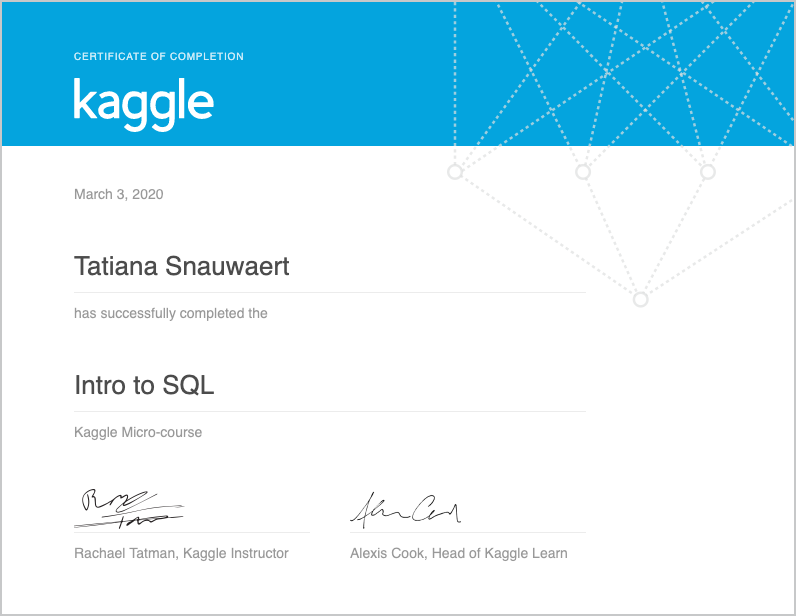 CERTIFICATE OF COMPLETION
kaggle
March 3, 2020
Tatiana Snauwaert
has successfully completed the
Intro to SQL
Kaggle Micro-course
Rachael Tatman, Kaggle Instructor
Alexis Cook, Head of Kaggle Learn